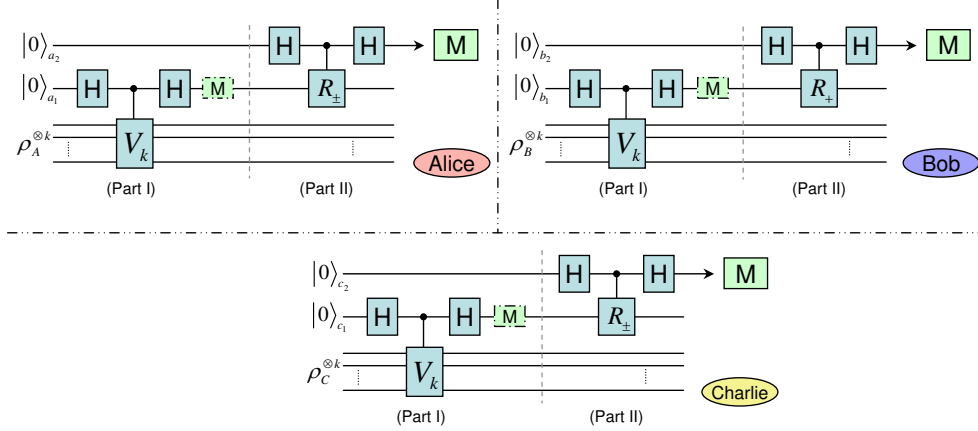 |0⟩a₂ H H M
|0⟩a₁ H H M R±
ρA⊗k Vk
(Part I) (Part II) Alice
|0⟩b₂ H H M
|0⟩b₁ H H M R+
ρB⊗k Vk
(Part I) (Part II) Bob
|0⟩c₂ H H M
|0⟩c₁ H H M R±
ρC⊗k Vk
(Part I) (Part II) Charlie